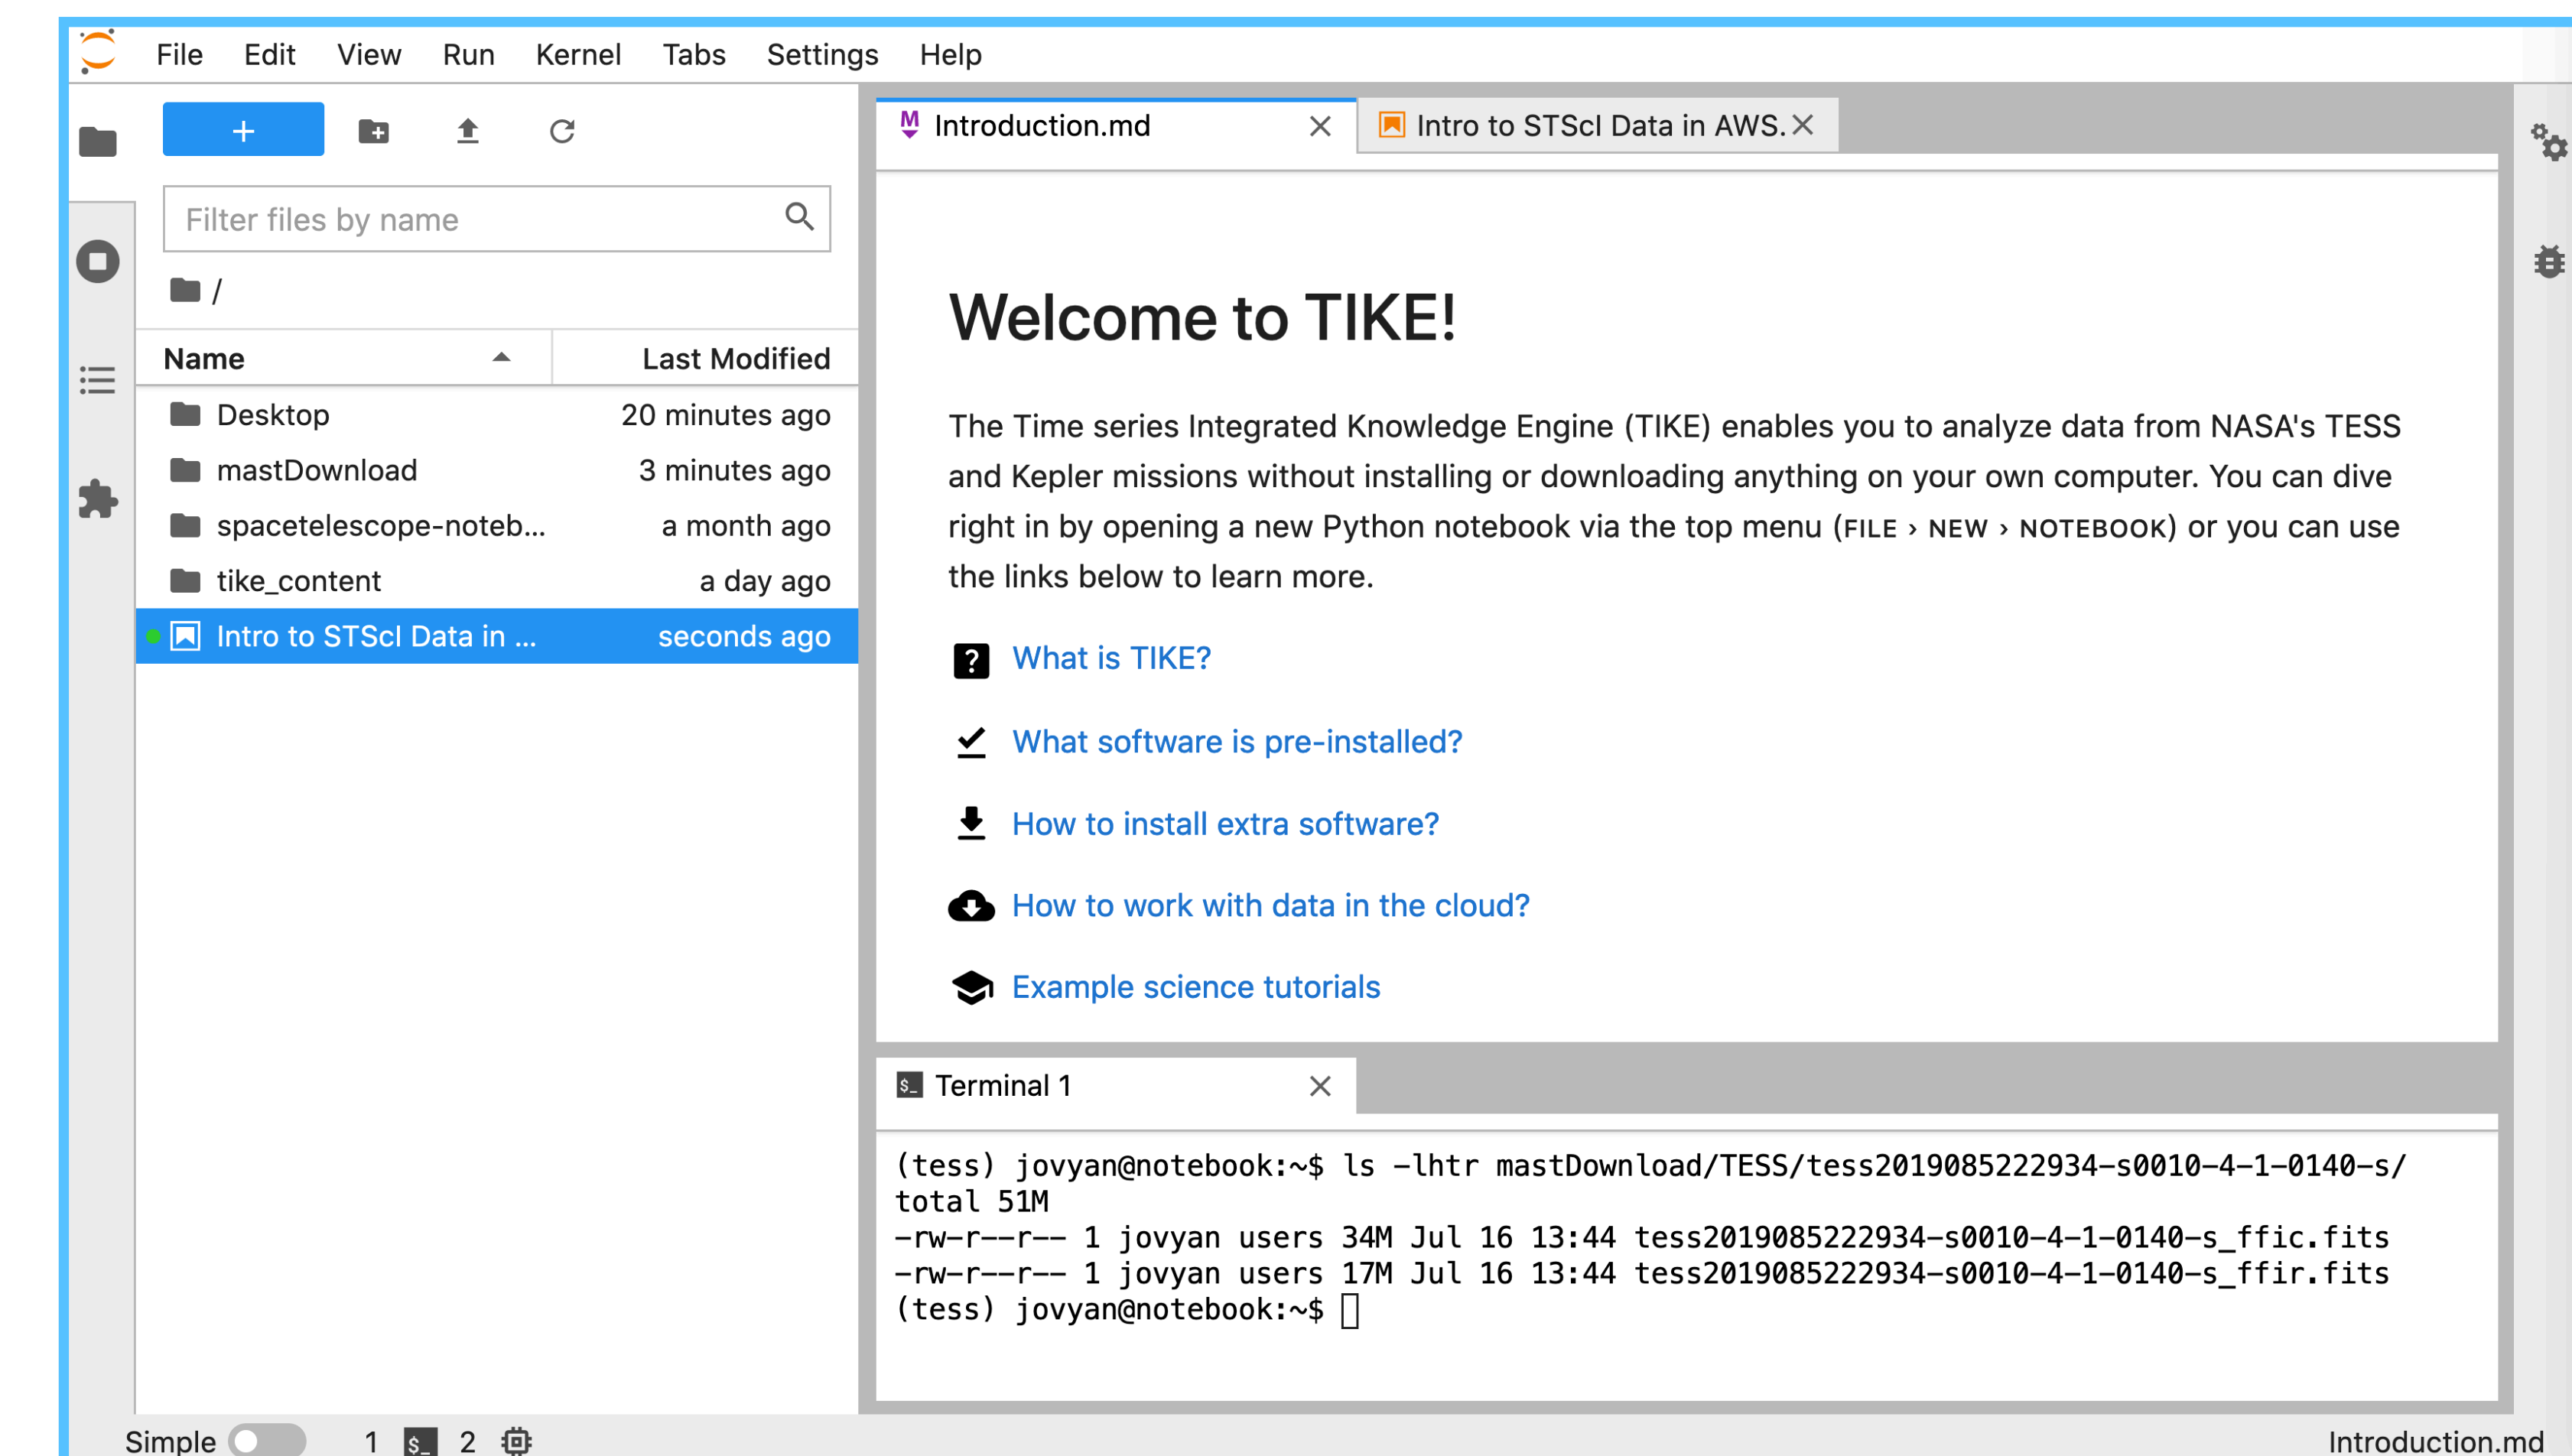 File Edit View Run Kernel Tabs Settings Help
+
Filter files by name
/
Name Last Modified
Desktop 20 minutes ago
mastDownload 3 minutes ago
spacetelescope-noteb... a month ago
tike_content a day ago
Intro to STScI Data in ... seconds ago
M Introduction.md
Intro to STScI Data in AWS.
Welcome to TIKE!
The Time series Integrated Knowledge Engine (TIKE) enables you to analyze data from NASA's TESS
and Kepler missions without installing or downloading anything on your own computer. You can dive
right in by opening a new Python notebook via the top menu (FILE › NEW › NOTEBOOK) or you can use
the links below to learn more.
? What is TIKE?
What software is pre-installed?
How to install extra software?
How to work with data in the cloud?
Example science tutorials
$_ Terminal 1
(tess) jovyan@notebook:~$ ls -lhtr mastDownload/TESS/tess2019085222934-s0010-4-1-0140-s/
total 51M
-rw-r--r-- 1 jovyan users 34M Jul 16 13:44 tess2019085222934-s0010-4-1-0140-s_ffic.fits
-rw-r--r-- 1 jovyan users 17M Jul 16 13:44 tess2019085222934-s0010-4-1-0140-s_ffir.fits
(tess) jovyan@notebook:~$
Simple 1 $_ 2 Introduction.md